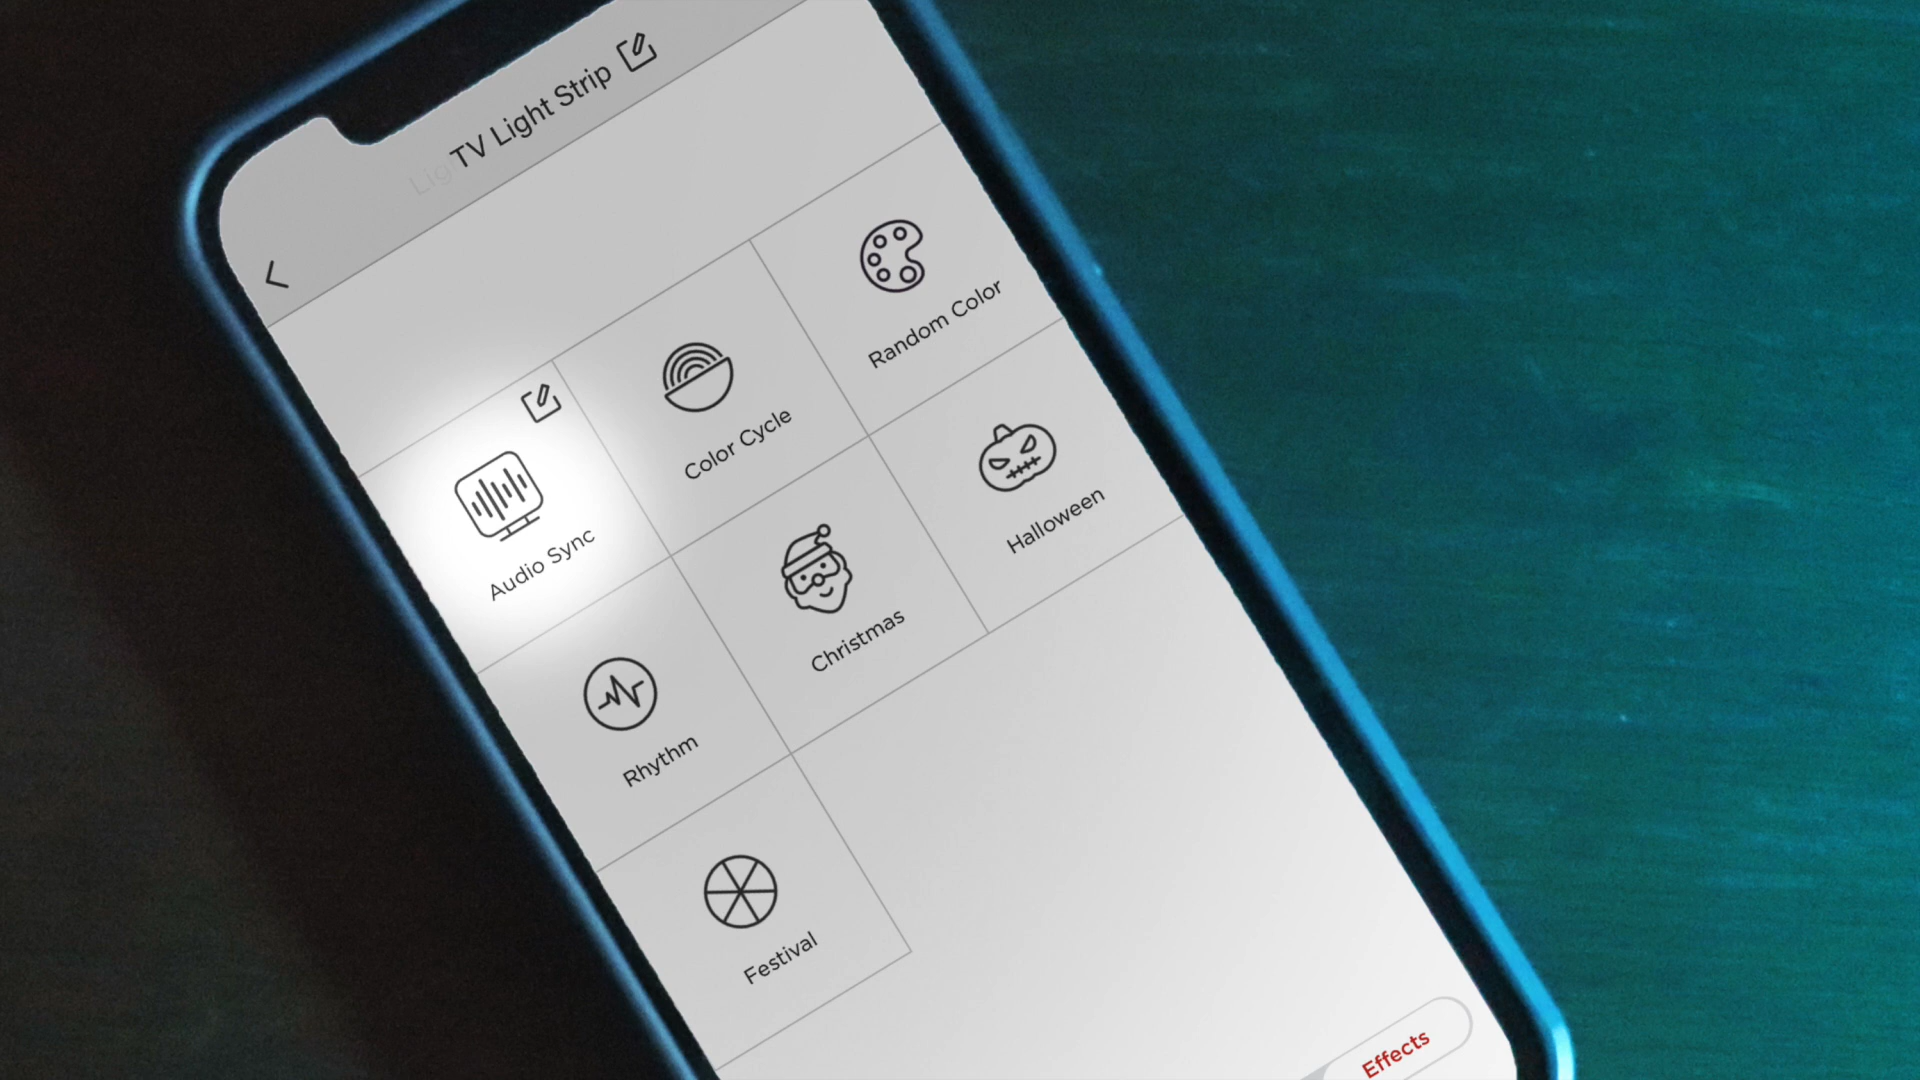 TV Light Strip
Audio Sync
Color Cycle
Random Color
Rhythm
Christmas
Halloween
Festival
Effects